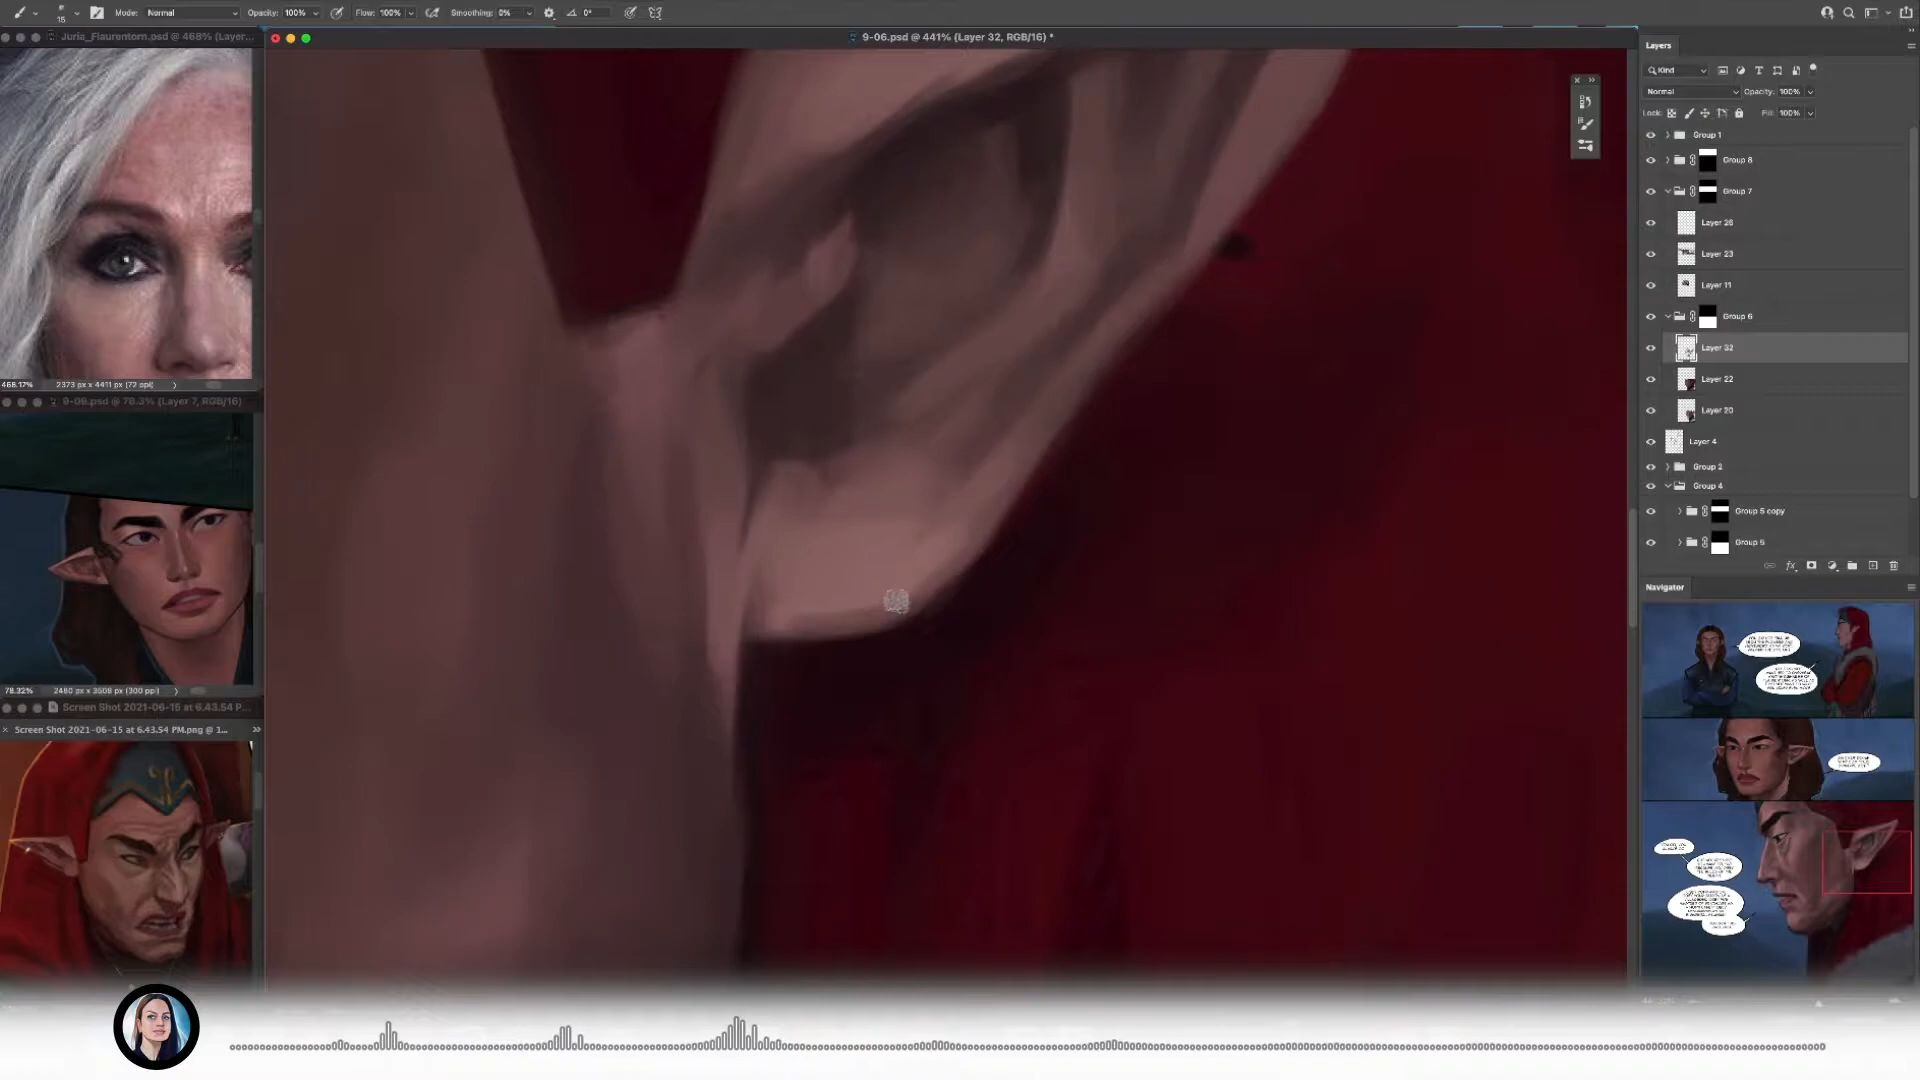 15
Mode: Normal
Opacity: 100%
Flow: 100%
Smoothing: 0%
0°
Juria_Flaurentorn.psd @ 468% (Layer...
9-06.psd @ 441% (Layer 32, RGB/16) *
468.17%
2373 px x 4411 px (72 ppi)
9-06.psd @ 78.3% (Layer 7, RGB/16)
78.32%
2480 px x 3508 px (300 ppi)
Screen Shot 2021-06-15 at 6.43.54 P...
Screen Shot 2021-06-15 at 6.43.54 PM.png @ 1...
Layers
Kind
Normal
Opacity: 100%
Lock:
Fill: 100%
Group 1
Group 8
Group 7
Layer 26
Layer 23
Layer 11
Group 6
Layer 32
Layer 22
Layer 20
Layer 4
Group 2
Group 4
Group 5 copy
Group 5
fx
Navigator